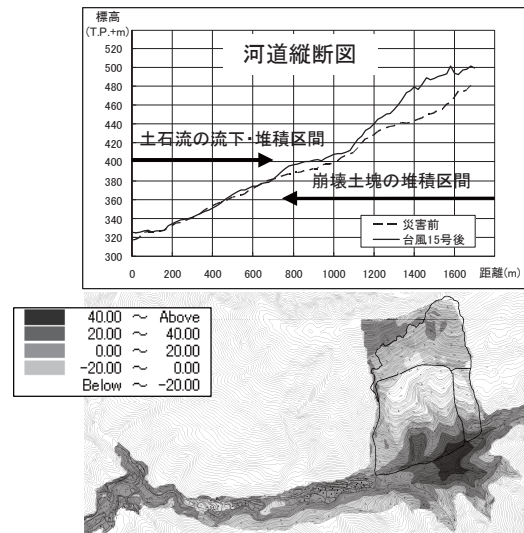 標高
(T.P.+m)
河道縦断図
520
500
480
460
440
420
400
380
360
340
320
300
土石流の流下・堆積区間
崩壊土塊の堆積区間
災害前
台風15号後
0 200 400 600 800 1000 1200 1400 1600 距離(m)
40.00 ～ Above
20.00 ～ 40.00
0.00 ～ 20.00
-20.00 ～ 0.00
Below ～ -20.00